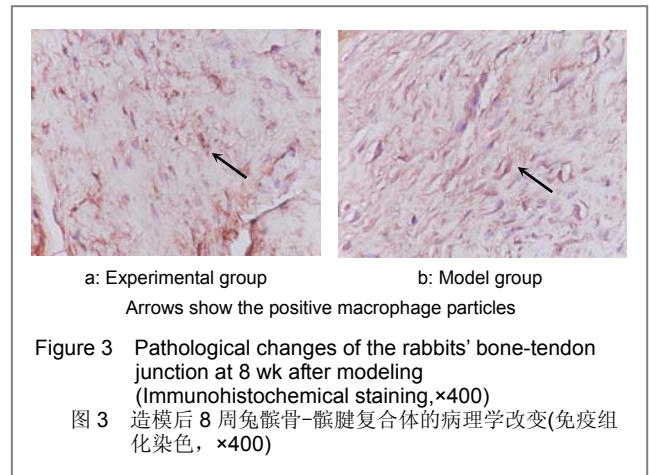 a: Experimental group
b: Model group
Arrows show the positive macrophage particles
Figure 3 Pathological changes of the rabbits’ bone-tendon
junction at 8 wk after modeling
(Immunohistochemical staining,×400)
图 3 造模后 8 周兔髌骨-髌腱复合体的病理学改变(免疫组
化染色，×400)